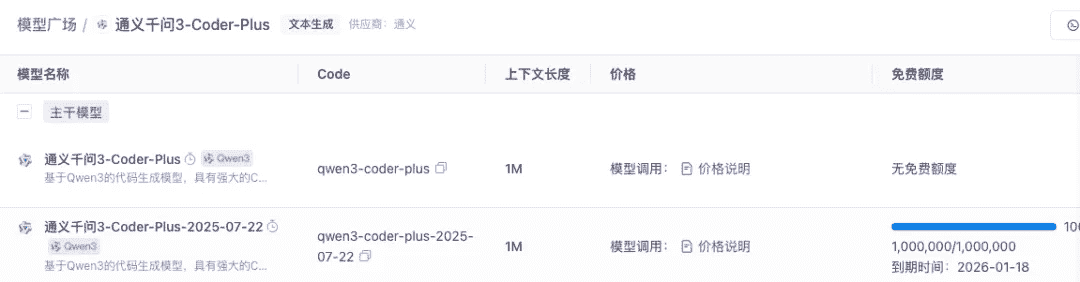 模型广场 / 通义千问3-Coder-Plus 文本生成 供应商：通义
模型名称 Code 上下文长度 价格 免费额度
主干模型
通义千问3-Coder-Plus Qwen3
基于Qwen3的代码生成模型，具有强大的C...
qwen3-coder-plus
1M
模型调用： 价格说明
无免费额度
通义千问3-Coder-Plus-2025-07-22
Qwen3
基于Qwen3的代码生成模型，具有强大的C...
qwen3-coder-plus-2025-
07-22
1M
模型调用： 价格说明
1,000,000/1,000,000
到期时间：2026-01-18